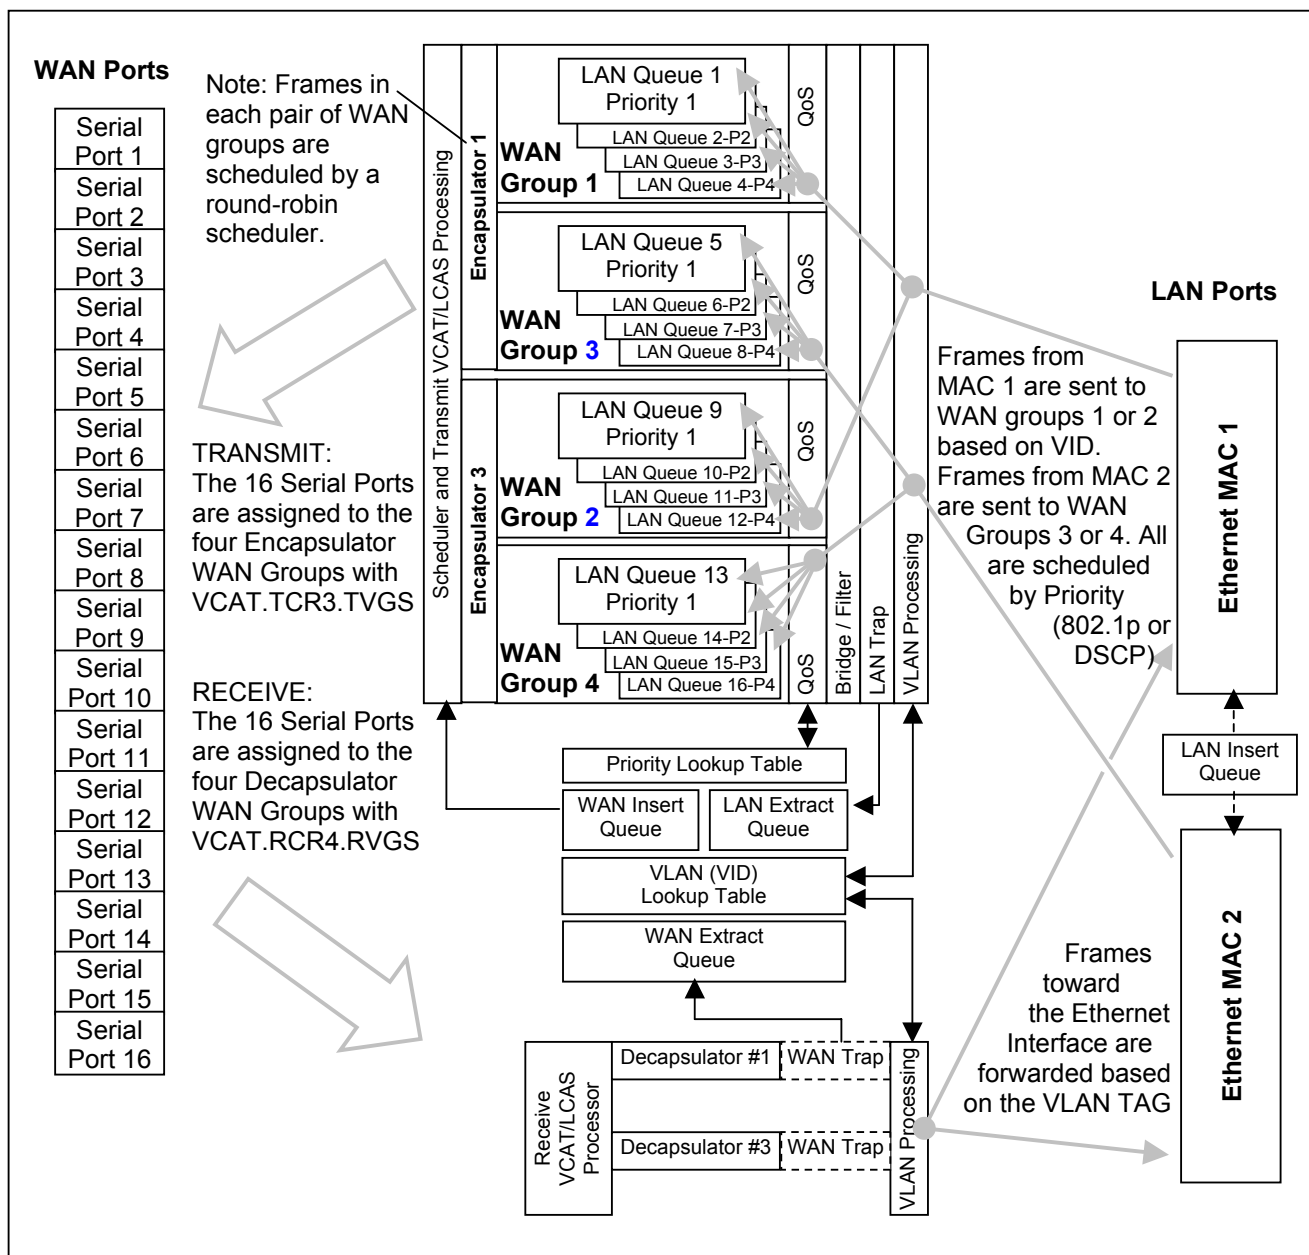 WAN Ports
Serial
Port 1
Serial
Port 2
Serial
Port 3
Serial
Port 4
Serial
Port 5
Serial
Port 6
Serial
Port 7
Serial
Port 8
Serial
Port 9
Serial
Port 10
Serial
Port 11
Serial
Port 12
Serial
Port 13
Serial
Port 14
Serial
Port 15
Serial
Port 16
Note: Frames in
each pair of WAN
groups are
scheduled by a
round-robin
scheduler.
TRANSMIT:
The 16 Serial Ports
are assigned to the
four Encapsulator
WAN Groups with
VCAT.TCR3.TVGS
RECEIVE:
The 16 Serial Ports
are assigned to the
four Decapsulator
WAN Groups with
VCAT.RCR4.RVGS
Scheduler and Transmit VCAT/LCAS Processing
Encapsulator 1
LAN Queue 1
Priority 1
LAN Queue 2-P2
LAN Queue 3-P3
LAN Queue 4-P4
WAN
Group 1
QoS
LAN Queue 5
Priority 1
LAN Queue 6-P2
LAN Queue 7-P3
LAN Queue 8-P4
WAN
Group 3
QoS
Encapsulator 3
LAN Queue 9
Priority 1
LAN Queue 10-P2
LAN Queue 11-P3
LAN Queue 12-P4
WAN
Group 2
QoS
LAN Queue 13
Priority 1
LAN Queue 14-P2
LAN Queue 15-P3
LAN Queue 16-P4
WAN
Group 4
QoS
Bridge / Filter
LAN Trap
VLAN Processing
Priority Lookup Table
WAN Insert
Queue
LAN Extract
Queue
VLAN (VID)
Lookup Table
WAN Extract
Queue
Receive
VCAT/LCAS
Processor
Decapsulator #1
WAN Trap
Decapsulator #3
WAN Trap
VLAN Processing
LAN Ports
Frames from
MAC 1 are sent to
WAN groups 1 or 2
based on VID.
Frames from MAC 2
are sent to WAN
Groups 3 or 4. All
are scheduled
by Priority
(802.1p or
DSCP)
Ethernet MAC 1
LAN Insert
Queue
Ethernet MAC 2
Frames
toward
the Ethernet
Interface are
forwarded based
on the VLAN TAG